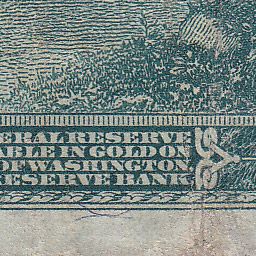 ERAL RESERVE
ABLE IN GOLD ON
OF WASHINGTON
RESERVE BANK